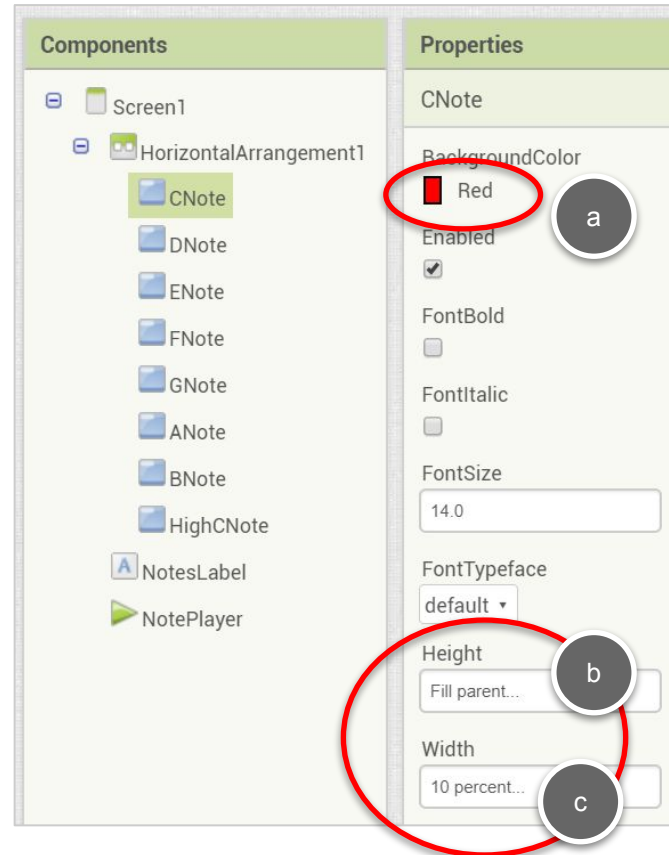 Components
Screen1
HorizontalArrangement1
CNote
DNote
ENote
FNote
GNote
ANote
BNote
HighCNote
A NotesLabel
NotePlayer
Properties
CNote
BackgroundColor
Red
a
Enabled
FontBold
FontItalic
FontSize
14.0
FontTypeface
default
Height
b
Fill parent...
Width
10 percent...
c